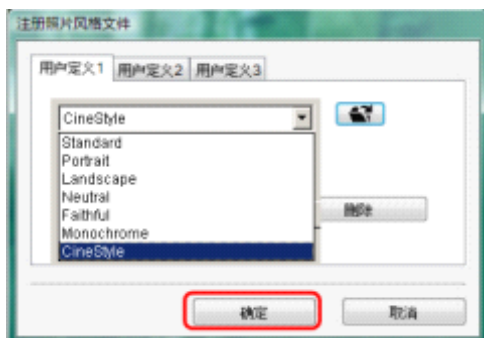 注册照片风格文件
用户定义1 用户定义2 用户定义3
CineStyle
Standard
Portrait
Landscape
Neutral
Faithful
Monochrome
CineStyle
删除
确定 取消